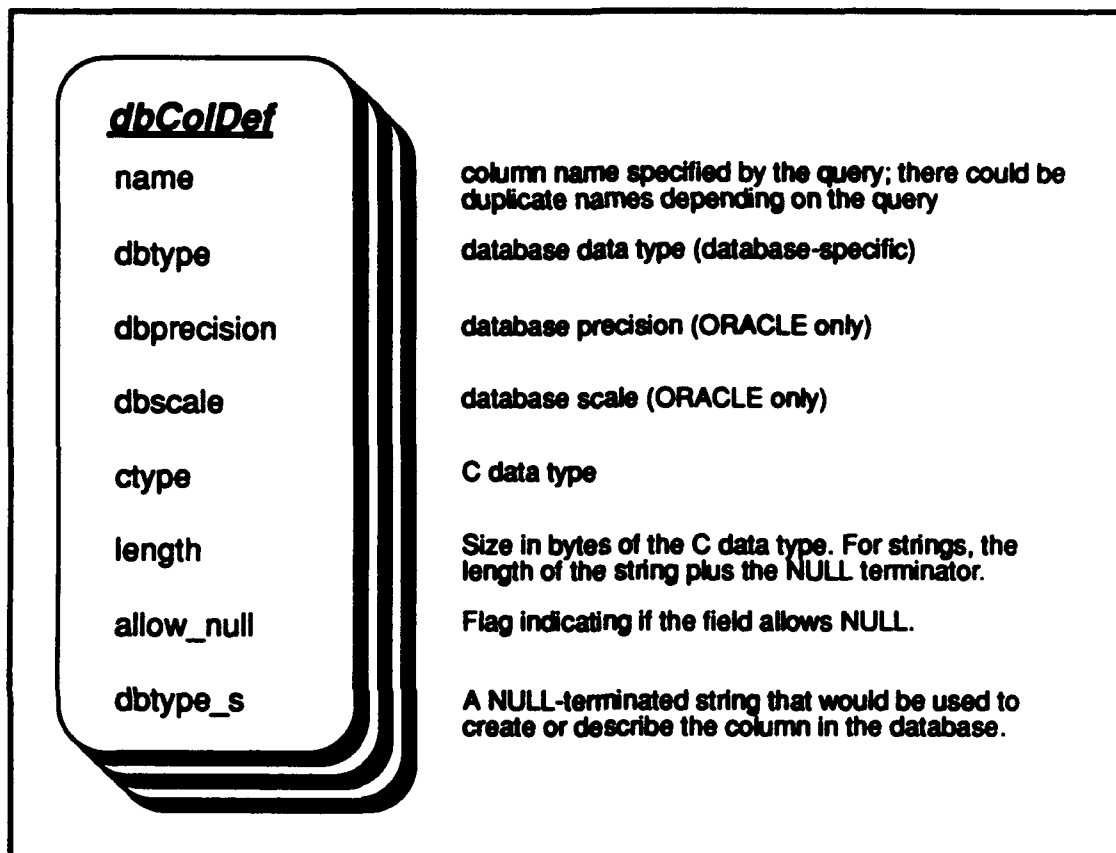 dbColDef
name
column name specified by the query; there could be
duplicate names depending on the query
dbtype
database data type (database-specific)
dbprecision
database precision (ORACLE only)
dbscale
database scale (ORACLE only)
ctype
C data type
length
Size in bytes of the C data type. For strings, the
length of the string plus the NULL terminator.
allow_null
Flag indicating if the field allows NULL.
dbtype_s
A NULL-terminated string that would be used to
create or describe the column in the database.